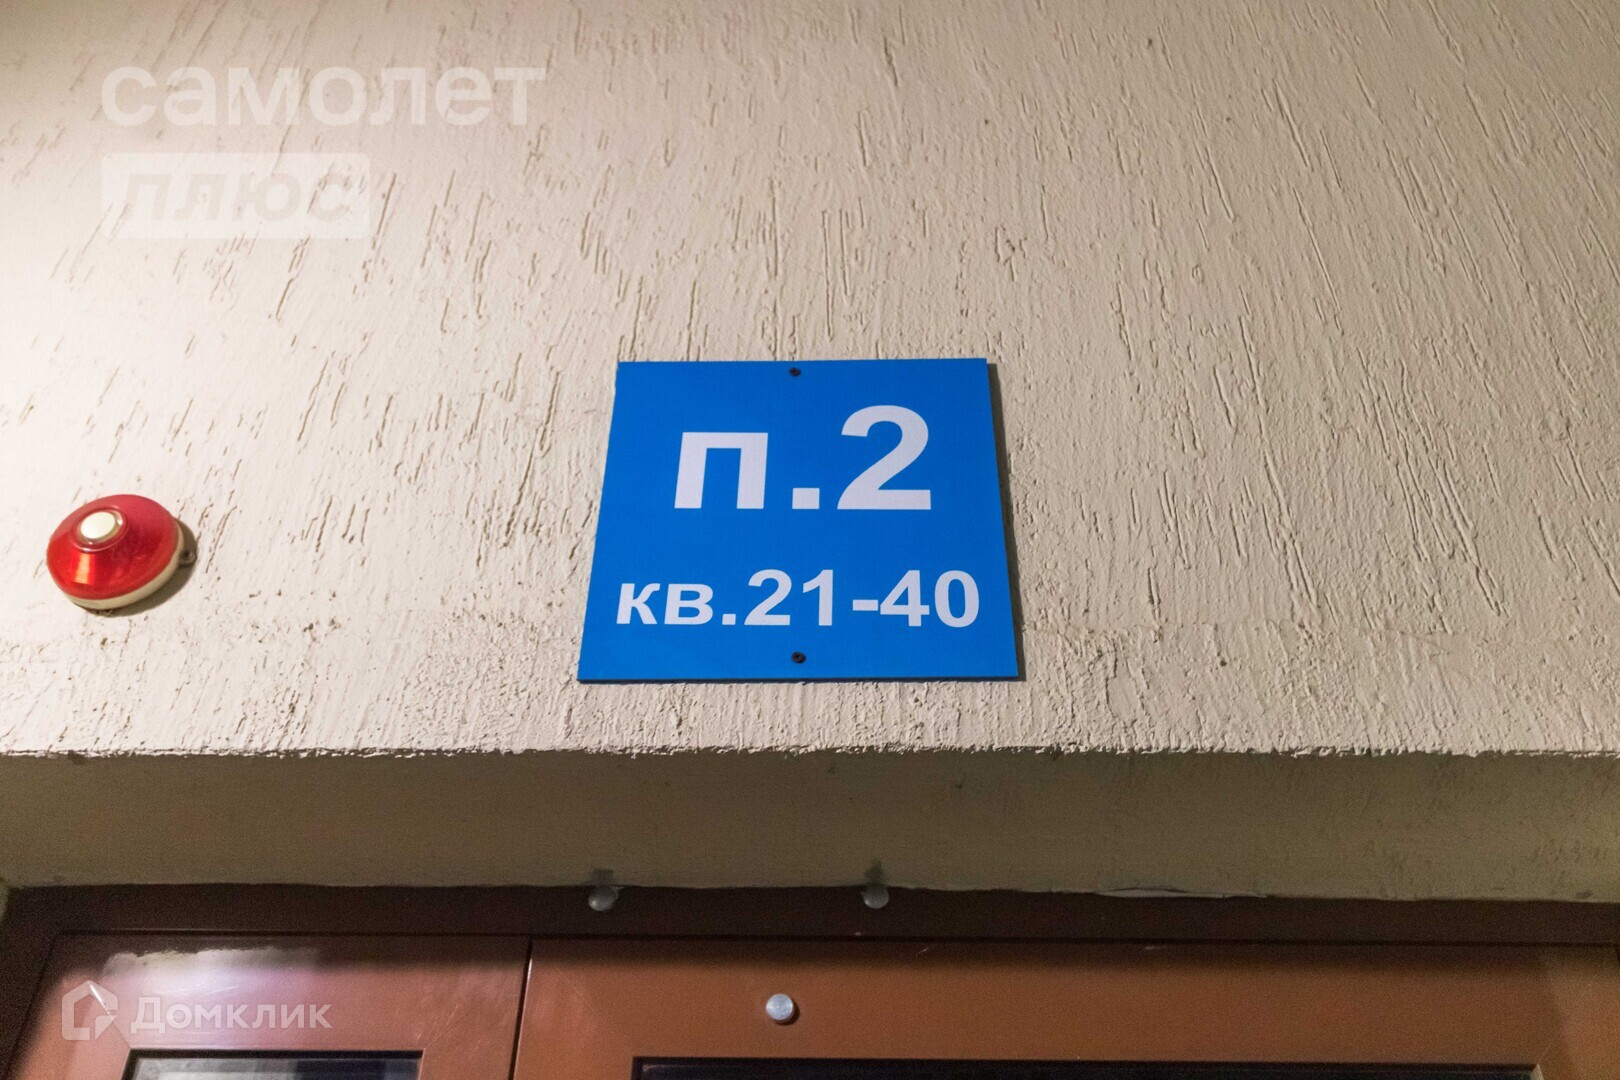 самолет
плюс
п.2
кв.21-40
Домклик